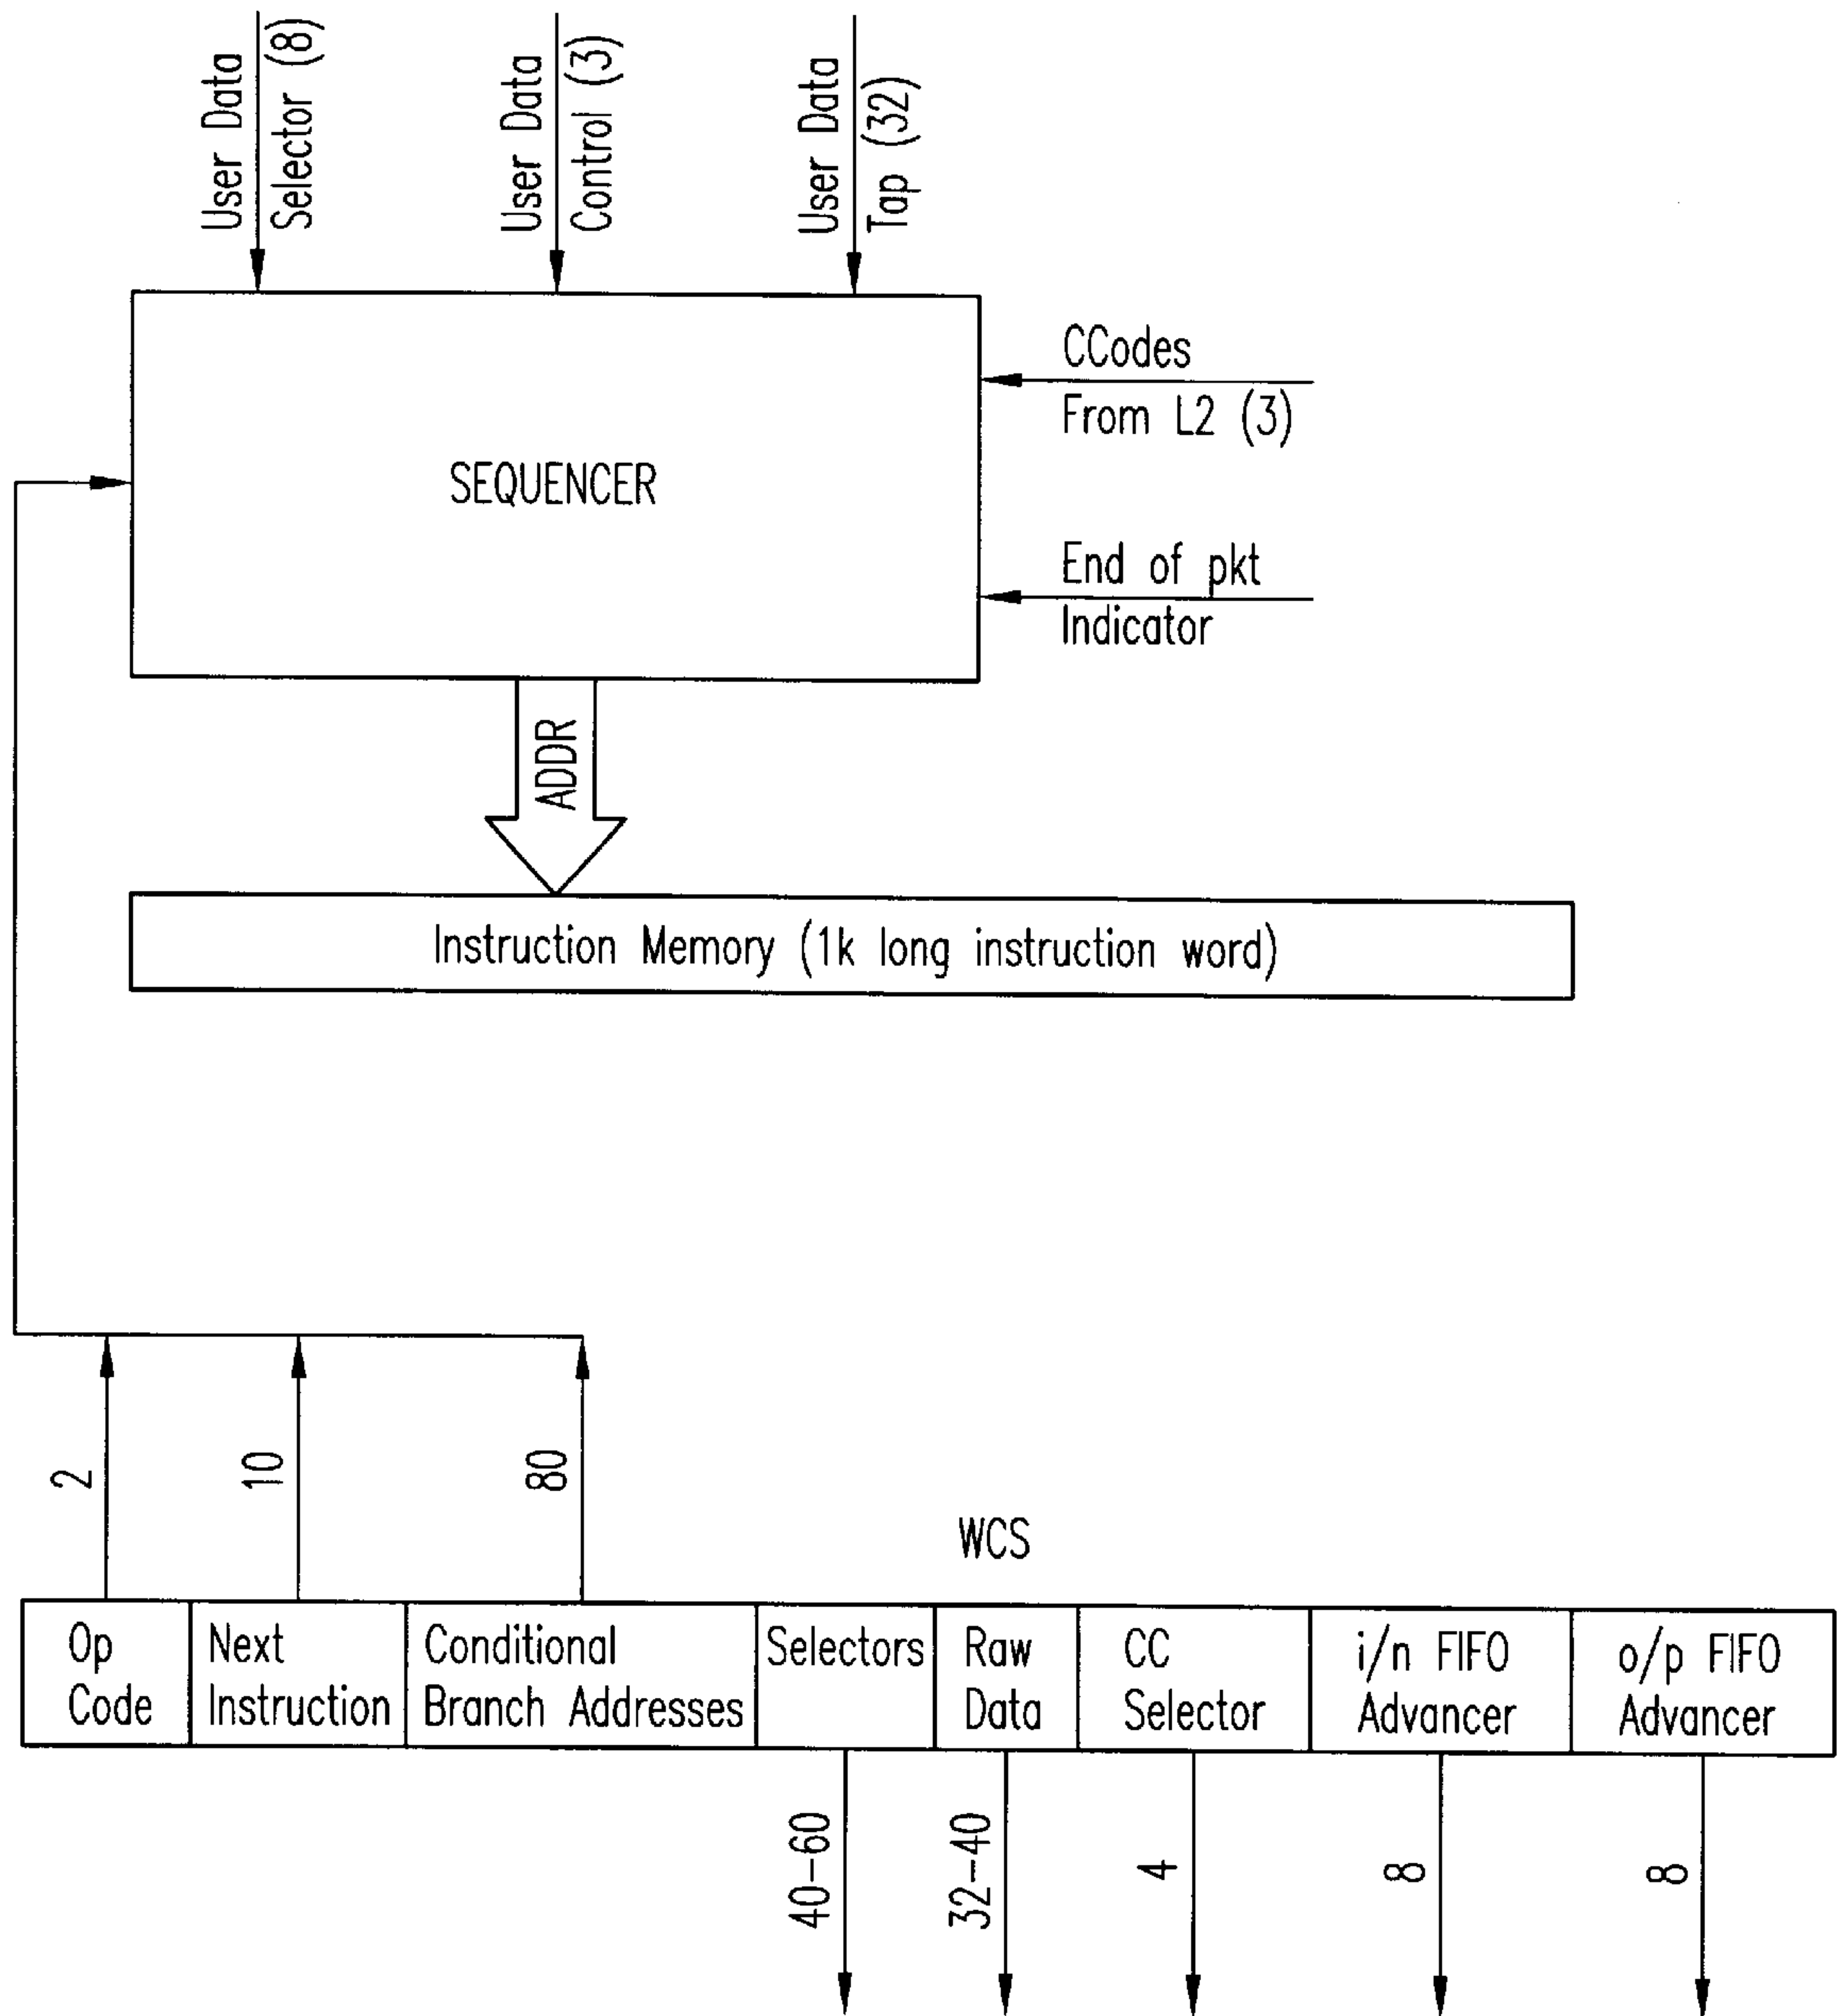 User Data
Selector (8)
User Data
Control (3)
User Data
Tap (32)
CCodes
From L2 (3)
SEQUENCER
End of pkt
Indicator
ADDR
Instruction Memory (1k long instruction word)
2
10
80
WCS
Op
Code
Next
Instruction
Conditional
Branch Addresses
Selectors
Raw
Data
CC
Selector
i/n FIFO
Advancer
o/p FIFO
Advancer
40-60
32-40
4
8
8